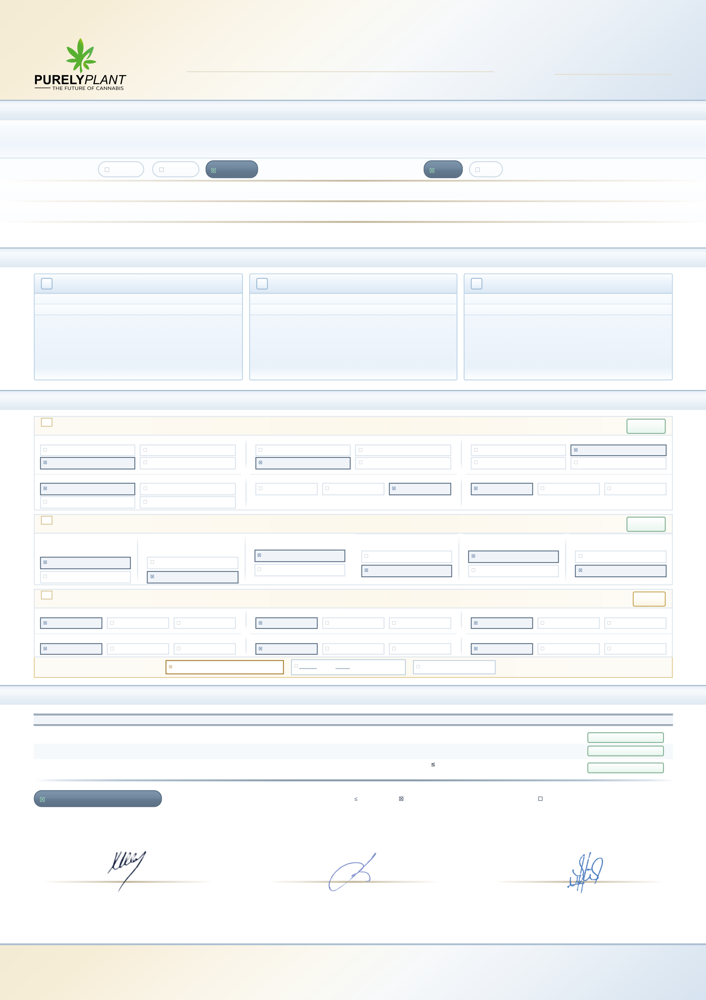 PURELYPLANT
THE FUTURE OF CANNABIS
☐ ☐ ☒ ☒ ☐
☐ ☐ ☐ ☐ ☐ ☒
☒ ☐ ☒ ☐ ☐ ☐
☒ ☐ ☐ ☐ ☒ ☒ ☐ ☐
☐ ☐
☒ ☐ ☒ ☐ ☒ ☐
☐ ☒ ☐ ☒ ☐ ☒
☒ ☐ ☐ ☒ ☐ ☐ ☒ ☐ ☐
☒ ☐ ☐ ☒ ☐ ☐ ☒ ☐ ☐
☒ ☐ ☐
≤
☒ ≤ ☒ ☐